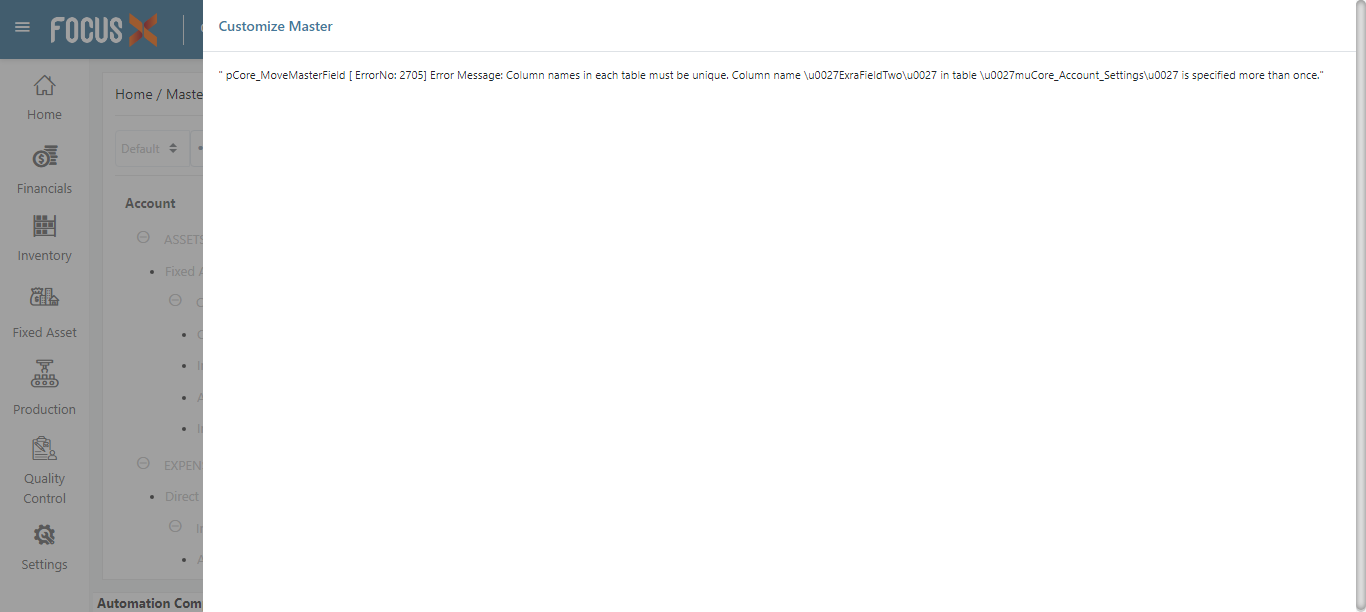 FOCUS X
Customize Master
" pCore_MoveMasterField [ ErrorNo: 2705] Error Message: Column names in each table must be unique. Column name \u0027ExraFieldTwo\u0027 in table \u0027muCore_Account_Settings\u0027 is specified more than once."
Home
Financials
Inventory
Fixed Asset
Production
Quality
Control
Settings
Home / Maste
Default
Account
ASSETS
Fixed A
EXPEN
Direct
Automation Com